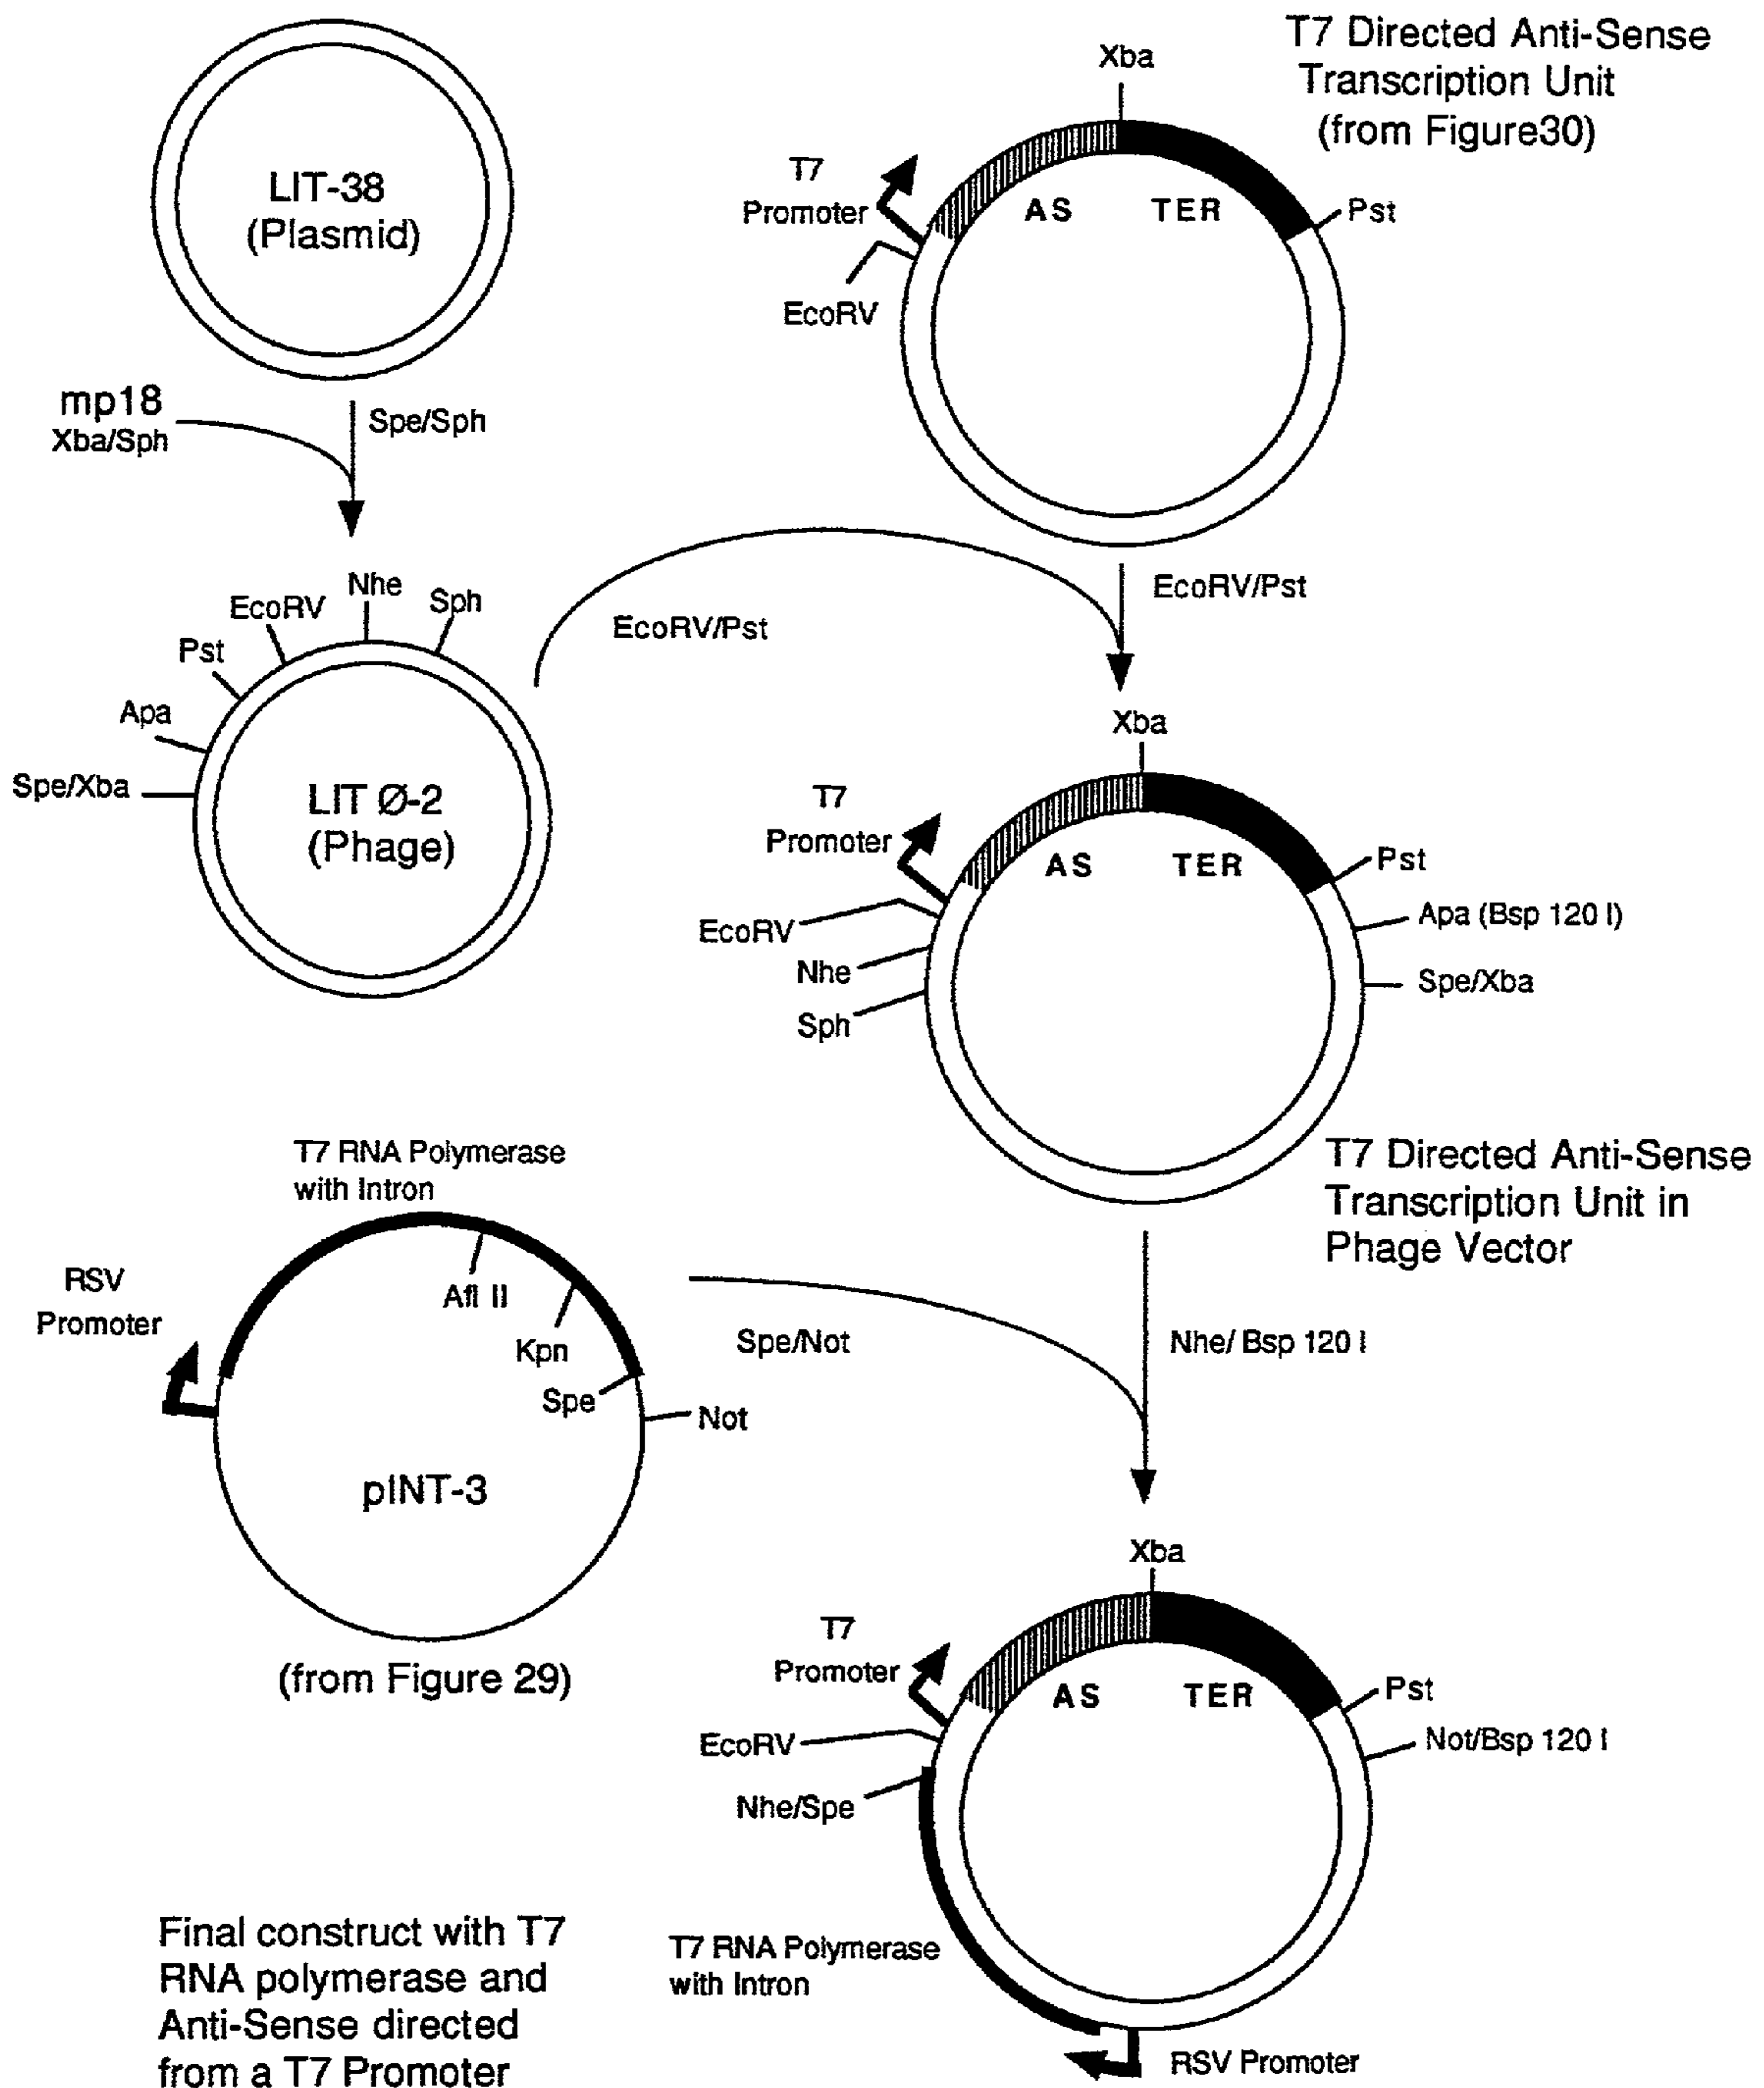 LIT-38
(Plasmid)
mp18
Xba/Sph
Spe/Sph
T7 Directed Anti-Sense
Transcription Unit
(from Figure30)
Xba
T7
Promoter
AS
TER
Pst
EcoRV
EcoRV/Pst
EcoRV/Pst
Nhe
EcoRV
Sph
Pst
Apa
Spe/Xba
LIT Ø-2
(Phage)
Xba
T7
Promoter
AS
TER
Pst
Apa (Bsp 120 I)
EcoRV
Nhe
Spe/Xba
Sph
T7 Directed Anti-Sense
Transcription Unit in
Phage Vector
T7 RNA Polymerase
with Intron
RSV
Promoter
Afl II
Kpn
Spe
Not
pINT-3
(from Figure 29)
Spe/Not
Nhe/ Bsp 120 I
Xba
T7
Promoter
AS
TER
Pst
Not/Bsp 120 I
EcoRV
Nhe/Spe
T7 RNA Polymerase
with Intron
RSV Promoter
Final construct with T7
RNA polymerase and
Anti-Sense directed
from a T7 Promoter